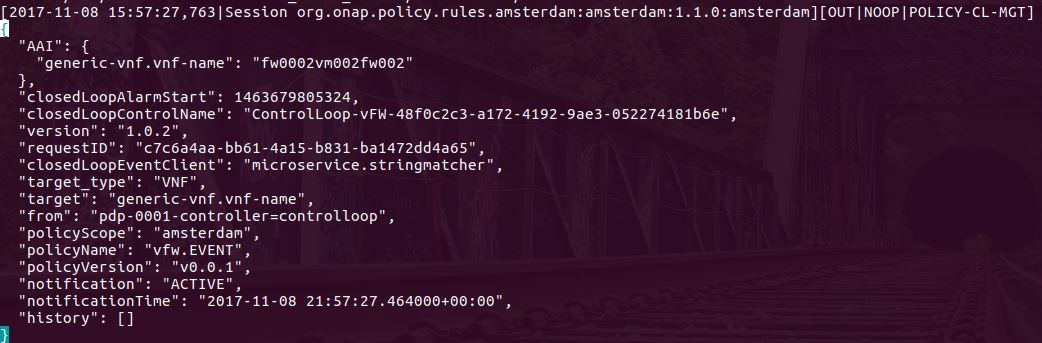 [2017-11-08 15:57:27,763|Session org.onap.policy.rules.amsterdam:amsterdam:1.1.0:amsterdam][OUT|NOOP|POLICY-CL-MGT]
{
  "AAI": {
    "generic-vnf.vnf-name": "fw0002vm002fw002"
  },
  "closedLoopAlarmStart": 1463679805324,
  "closedLoopControlName": "ControlLoop-vFW-48f0c2c3-a172-4192-9ae3-052274181b6e",
  "version": "1.0.2",
  "requestID": "c7c6a4aa-bb61-4a15-b831-ba1472dd4a65",
  "closedLoopEventClient": "microservice.stringmatcher",
  "target_type": "VNF",
  "target": "generic-vnf.vnf-name",
  "from": "pdp-0001-controller=controlloop",
  "policyScope": "amsterdam",
  "policyName": "vfw.EVENT",
  "policyVersion": "v0.0.1",
  "notification": "ACTIVE",
  "notificationTime": "2017-11-08 21:57:27.464000+00:00",
  "history": []
}